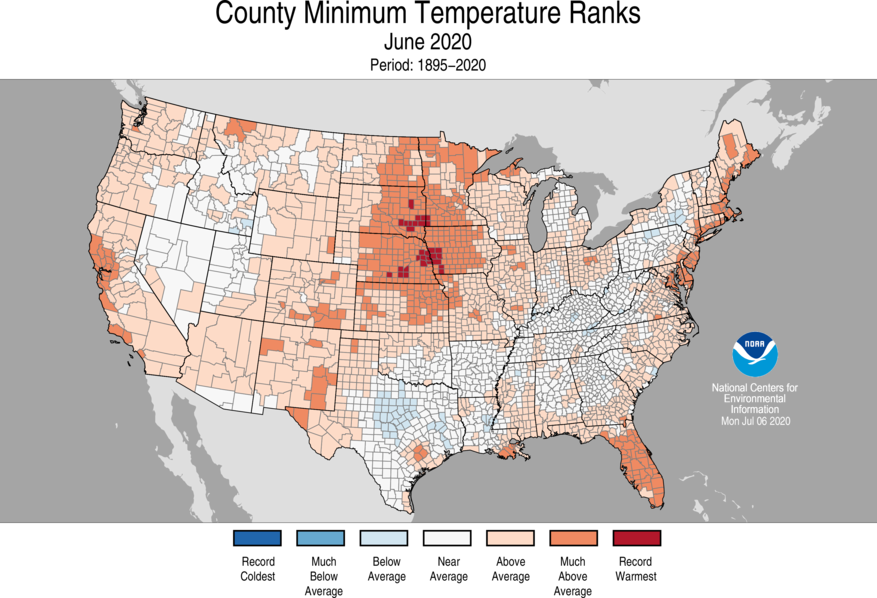 County Minimum Temperature Ranks
June 2020
Period: 1895–2020
NOAA
National Centers for
Environmental
Information
Mon Jul 06 2020
Record
Coldest
Much
Below
Average
Below
Average
Near
Average
Above
Average
Much
Above
Average
Record
Warmest